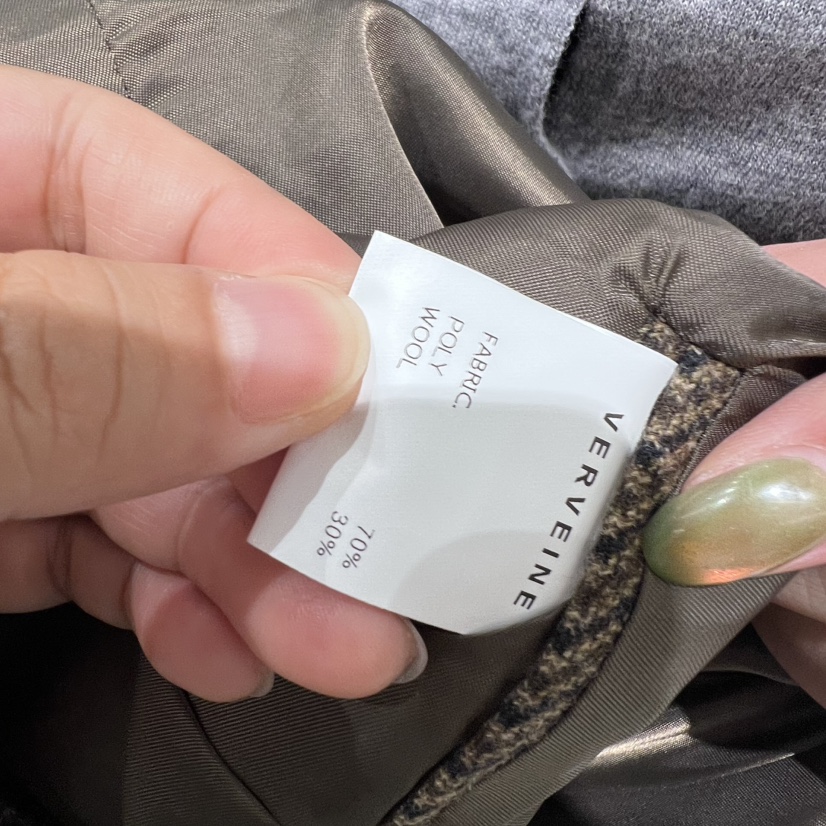 VERVEINE
FABRIC.
POLY 70%
WOOL 30%